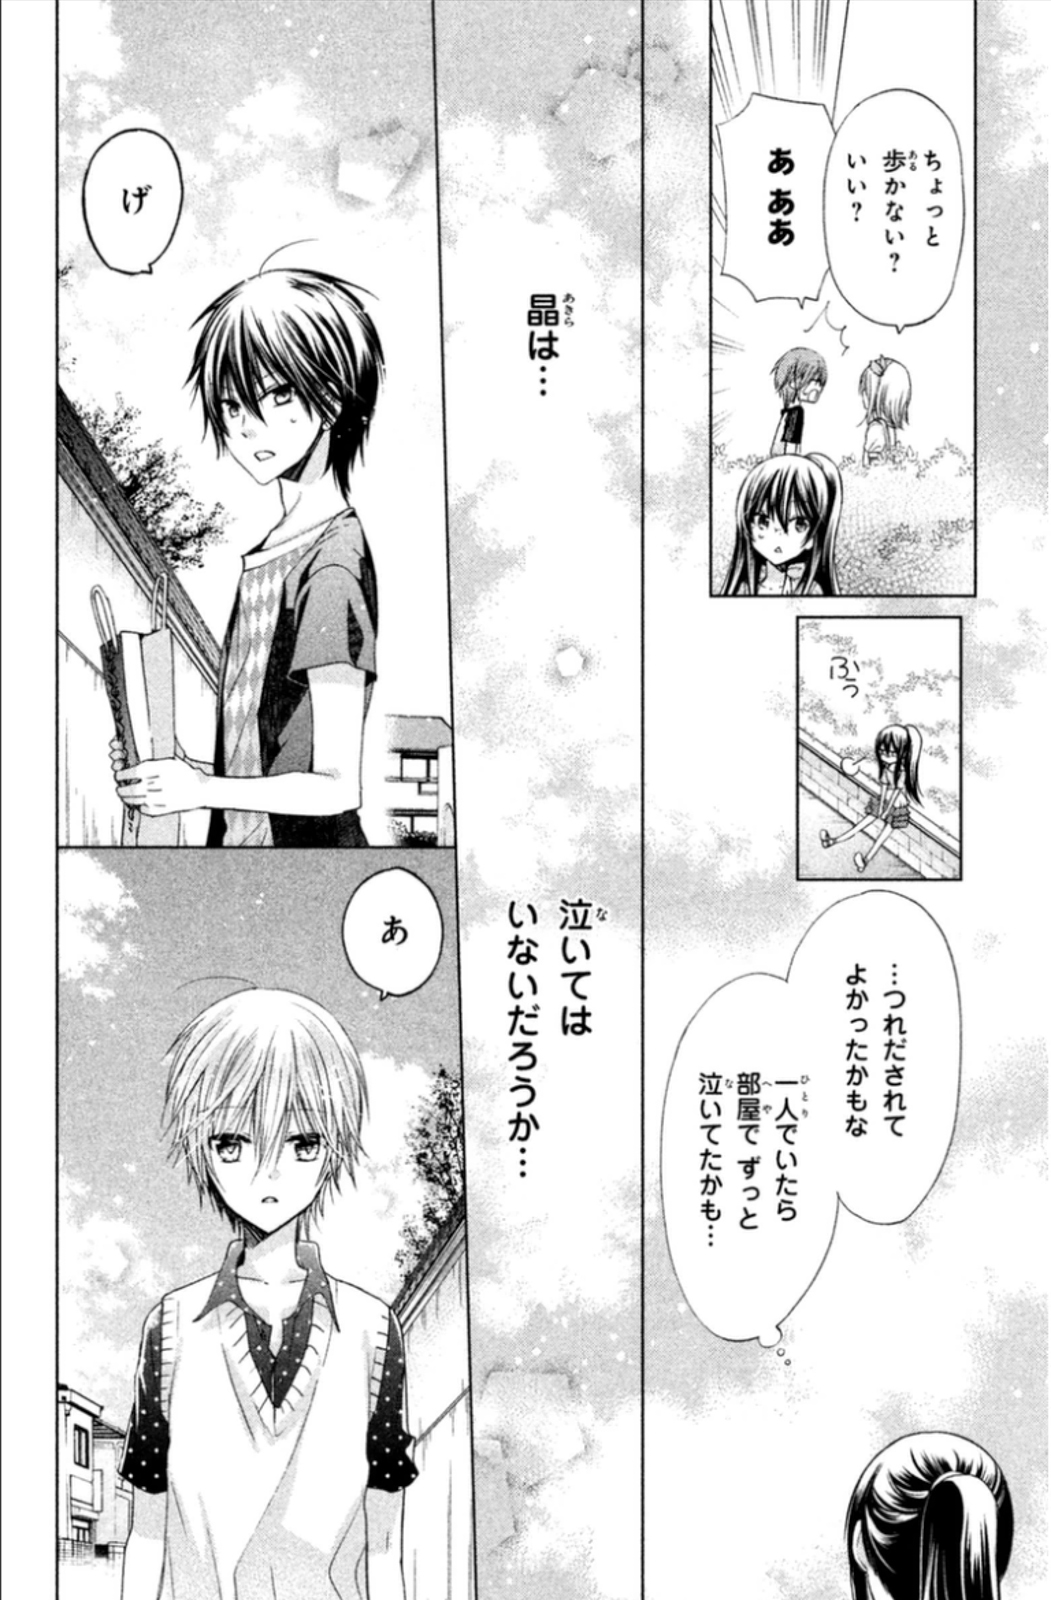 ちょっと
歩かない?
いい?
あ ああ
ふっ
…つれだされて
よかったかもな
一人でいたら
部屋で ずっと
泣いてたかも…
晶は…
泣いては
いないだろうか…
げ
あ